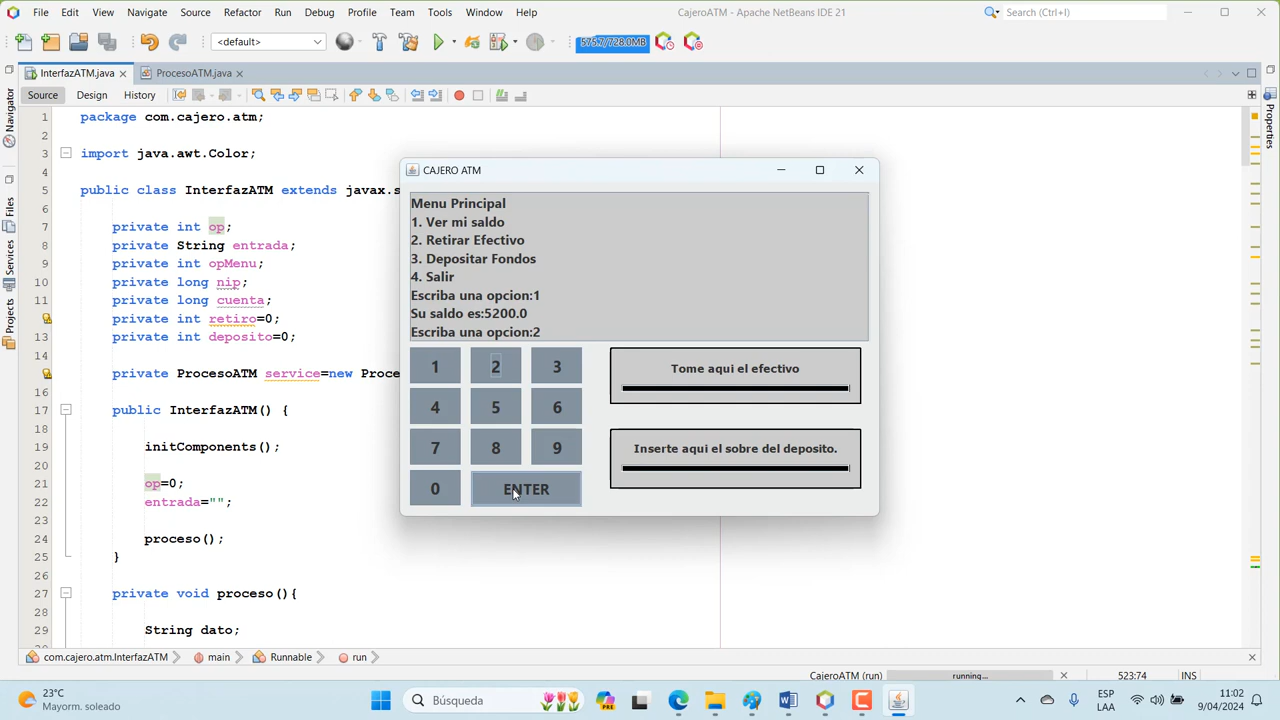 File Edit View Navigate Source Refactor Run Debug Profile Team Tools Window Help
CajeroATM - Apache NetBeans IDE 21
Search (Ctrl+I)
<default>
575.7/728.0MB
InterfazATM.java
ProcesoATM.java
Source Design History
Navigator
Files
Services
Projects
Properties
1 package com.cajero.atm;
2
3 import java.awt.Color;
4
5 public class InterfazATM extends javax.s
6
7 private int op;
8 private String entrada;
9 private int opMenu;
10 private long nip;
11 private long cuenta;
private int retiro=0;
13 private int deposito=0;
14
private ProcesoATM service=new Proce
16
17 public InterfazATM() {
18
19 initComponents();
20
21 op=0;
22 entrada="";
23
24 proceso();
25 }
26
27 private void proceso(){
28
29 String dato;
CAJERO ATM
Menu Principal
1. Ver mi saldo
2. Retirar Efectivo
3. Depositar Fondos
4. Salir
Escriba una opcion:1
Su saldo es:5200.0
Escriba una opcion:2
1 2 3
4 5 6
7 8 9
0 ENTER
Tome aqui el efectivo
Inserte aqui el sobre del deposito.
com.cajero.atm.InterfazATM main Runnable run
CajeroATM (run) running... 523:74 INS
23°C
Mayorm. soleado
Búsqueda
PRE
ESP
LAA
11:02
9/04/2024